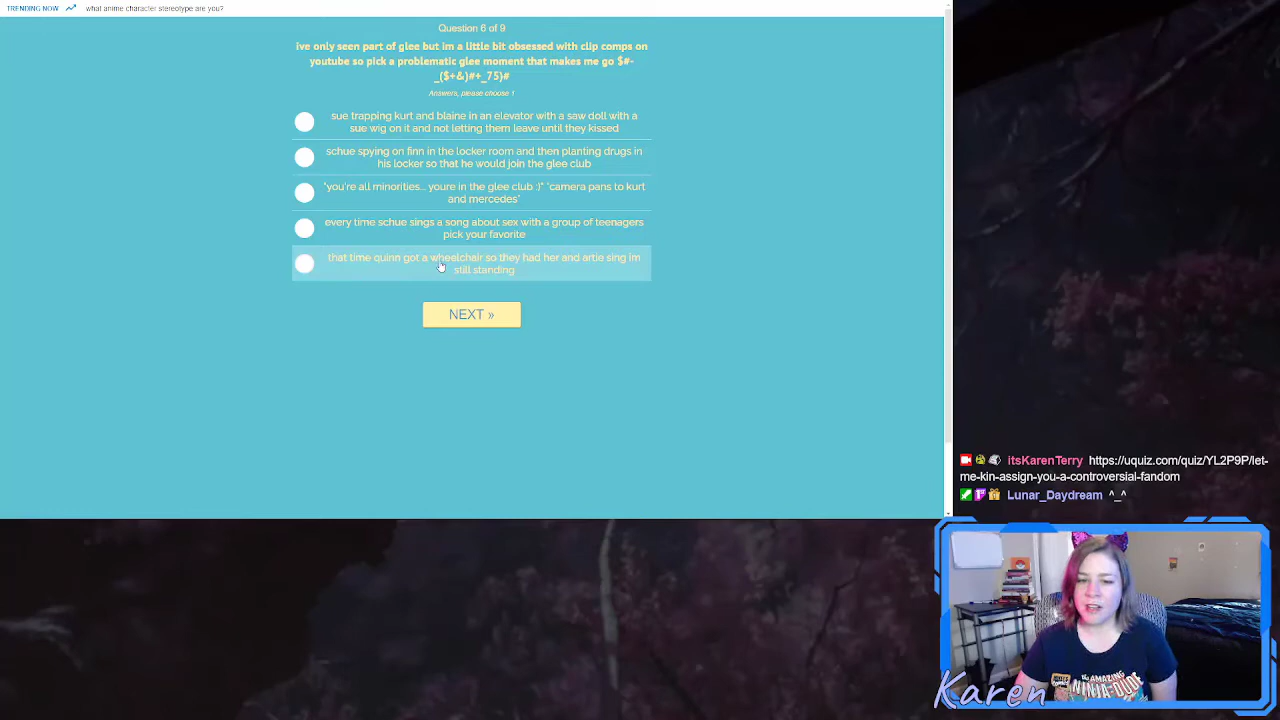 TRENDING NOW what anime character stereotype are you?
Question 6 of 9
ive only seen part of glee but im a little bit obsessed with clip comps on
youtube so pick a problematic glee moment that makes me go $#-
_($+&)#+_75}#
Answers, please choose 1
sue trapping kurt and blaine in an elevator with a saw doll with a
sue wig on it and not letting them leave until they kissed
schue spying on finn in the locker room and then planting drugs in
his locker so that he would join the glee club
"you're all minorities... youre in the glee club :)" *camera pans to kurt
and mercedes*
every time schue sings a song about sex with a group of teenagers
pick your favorite
that time quinn got a wheelchair so they had her and artie sing im
still standing
NEXT »
itsKarenTerry https://uquiz.com/quiz/YL2P9P/let-
me-kin-assign-you-a-controversial-fandom
Lunar_Daydream ^_^
THE AMAZING
NINJA-DUDE
Karen